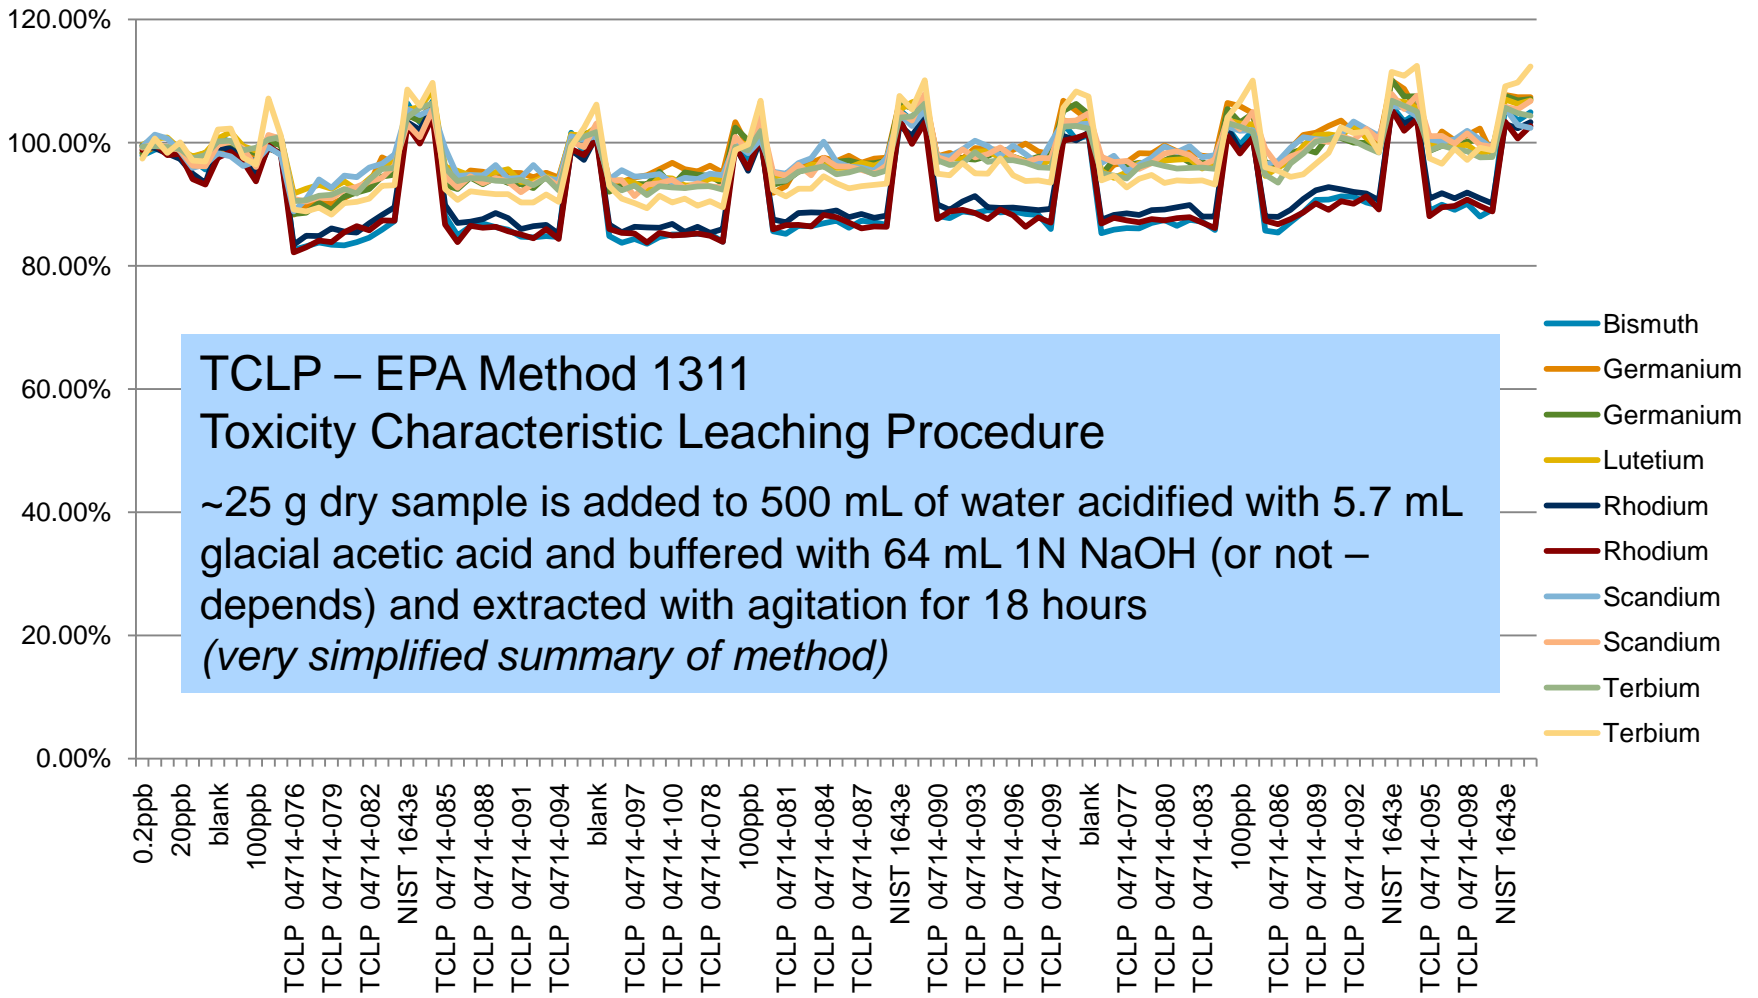 120.00%
100.00%
80.00%
60.00%
40.00%
20.00%
0.00%
TCLP – EPA Method 1311
Toxicity Characteristic Leaching Procedure
~25 g dry sample is added to 500 mL of water acidified with 5.7 mL
glacial acetic acid and buffered with 64 mL 1N NaOH (or not –
depends) and extracted with agitation for 18 hours
(very simplified summary of method)
Bismuth
Germanium
Germanium
Lutetium
Rhodium
Rhodium
Scandium
Scandium
Terbium
Terbium
0.2ppb
20ppb
blank
100ppb
TCLP 04714-076
TCLP 04714-079
TCLP 04714-082
NIST 1643e
TCLP 04714-085
TCLP 04714-088
TCLP 04714-091
TCLP 04714-094
blank
TCLP 04714-097
TCLP 04714-100
TCLP 04714-078
100ppb
TCLP 04714-081
TCLP 04714-084
TCLP 04714-087
NIST 1643e
TCLP 04714-090
TCLP 04714-093
TCLP 04714-096
TCLP 04714-099
blank
TCLP 04714-077
TCLP 04714-080
TCLP 04714-083
100ppb
TCLP 04714-086
TCLP 04714-089
TCLP 04714-092
NIST 1643e
TCLP 04714-095
TCLP 04714-098
NIST 1643e